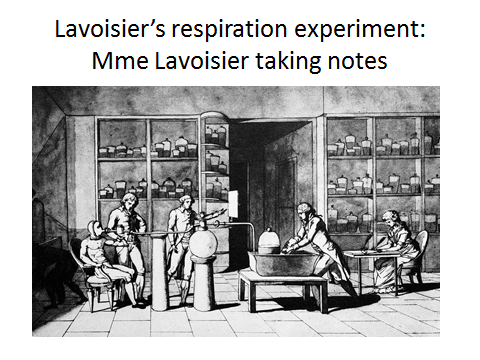 Lavoisier’s respiration experiment:
Mme Lavoisier taking notes